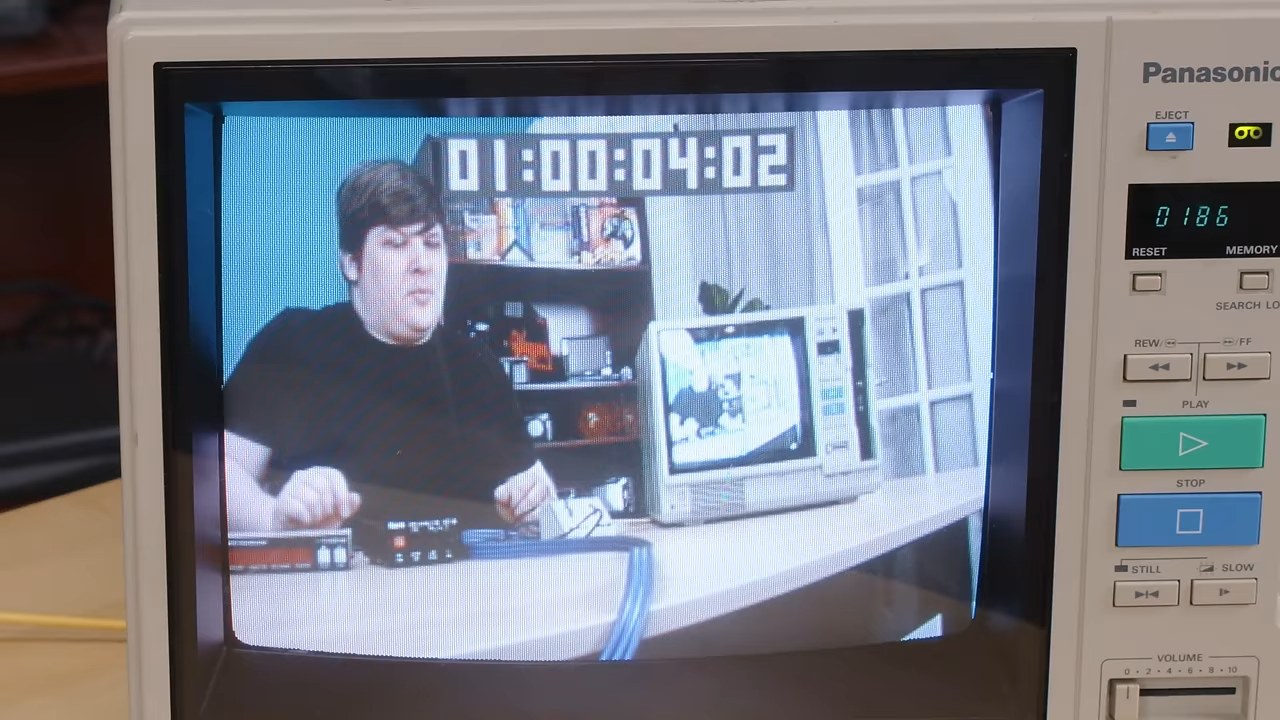 01:00:04:02
Panasonic
EJECT
0186
RESET
MEMORY
SEARCH LO
REW/
/FF
PLAY
STOP
STILL
SLOW
VOLUME
0 · 2 · 4 · 6 · 8 · 10